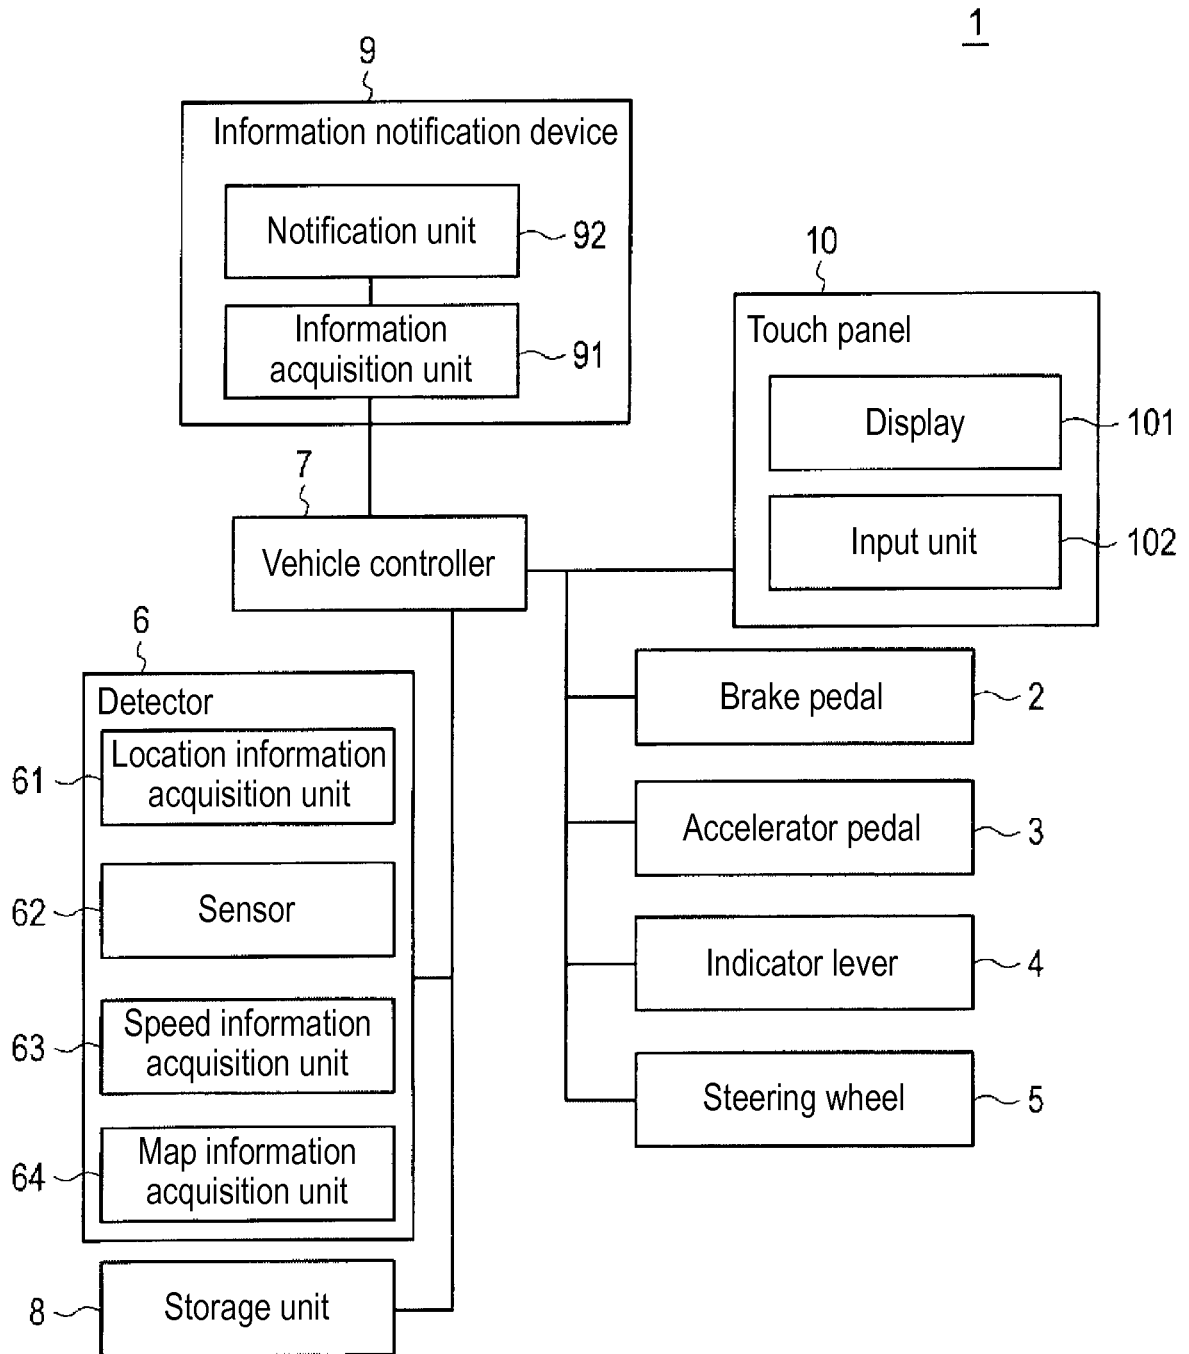 1
9
Information notification device
Notification unit
92
Information
acquisition unit
91
10
Touch panel
Display
101
Input unit
102
7
Vehicle controller
6
Detector
Location information
acquisition unit
61
Sensor
62
Speed information
acquisition unit
63
Map information
acquisition unit
64
Storage unit
8
Brake pedal
2
Accelerator pedal
3
Indicator lever
4
Steering wheel
5